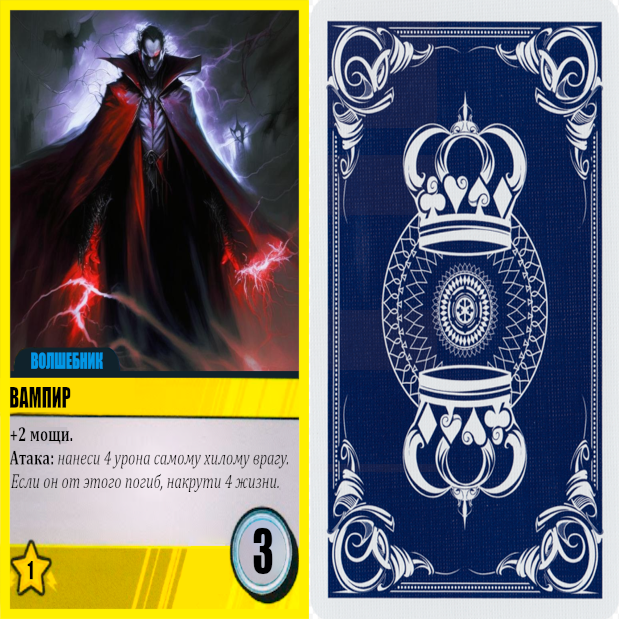 ВОЛШЕБНИК
ВАМПИР
+2 мощи.
Атака: нанеси 4 урона самому хилому врагу.
Если он от этого погиб, накрути 4 жизни.
1
3